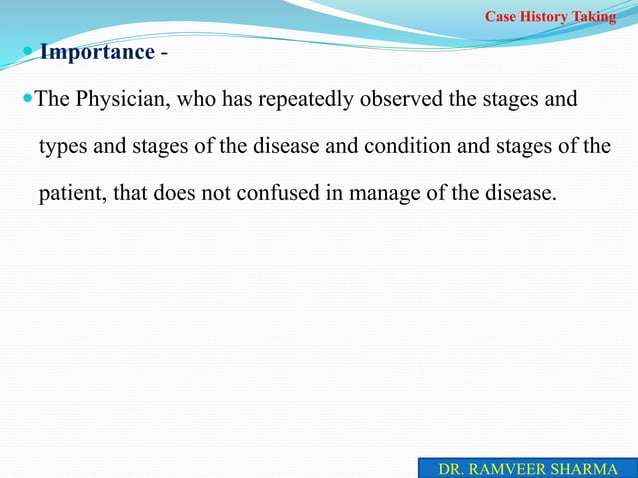 Case History Taking
Importance -
The Physician, who has repeatedly observed the stages and
types and stages of the disease and condition and stages of the
patient, that does not confused in manage of the disease.
DR. RAMVEER SHARMA